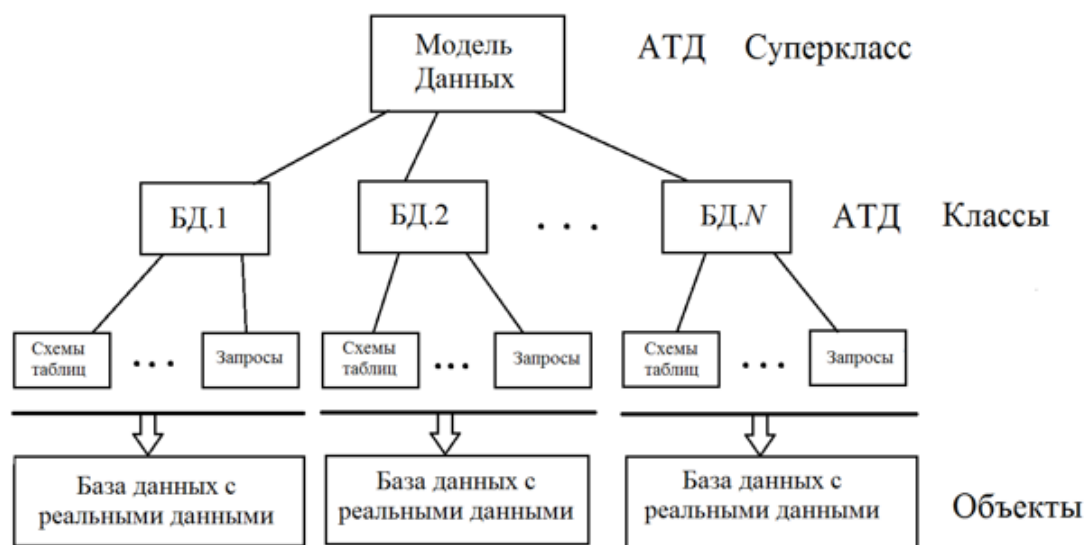 Модель
Данных
АТД Суперкласс
БД.1
БД.2
. . .
БД.N
АТД Классы
Схемы
таблиц
...
Запросы
Схемы
таблиц
...
Запросы
Схемы
таблиц
...
Запросы
База данных с
реальными данными
База данных с
реальными данными
База данных с
реальными данными
Объекты